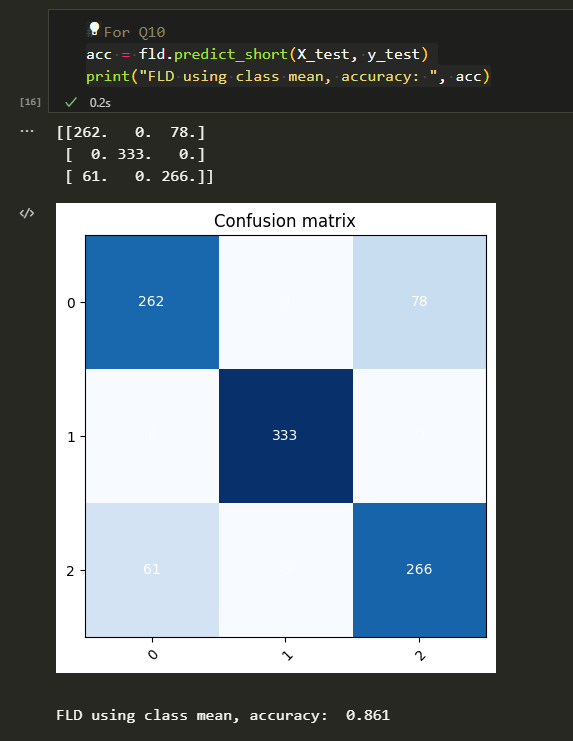 # For Q10
acc = fld.predict_short(X_test, y_test)
print("FLD using class mean, accuracy: ", acc)
[16]
0.2s
[[262. 0. 78.]
[ 0. 333. 0.]
[ 61. 0. 266.]]
Confusion matrix
0 262 0 78
1 0 333 0
2 61 0 266
0 1 2
FLD using class mean, accuracy: 0.861